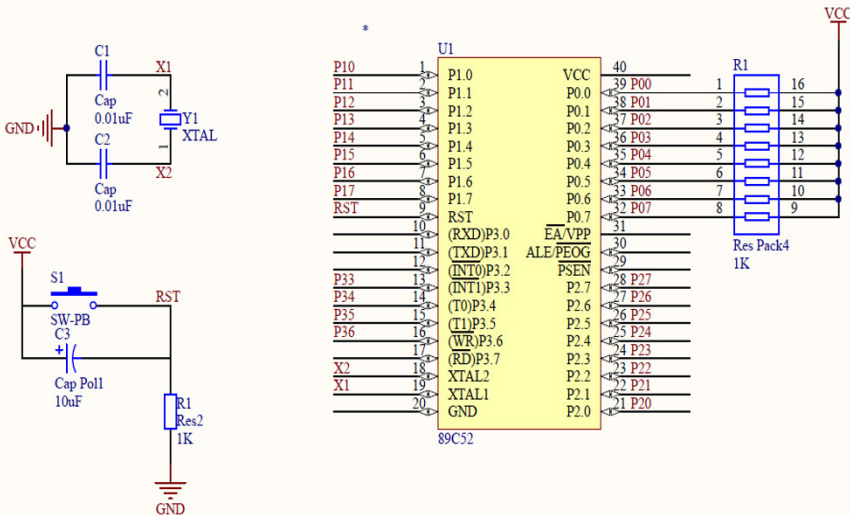 C1
X1
Cap
0.01uF
2
Y1
XTAL
1
GND
C2
Cap
0.01uF
X2
VCC
S1
SW-PB
RST
C3
+
Cap Pol1
10uF
R1
Res2
1K
GND
*
U1
P10 1 P1.0 VCC 40
P11 2 P1.1 P0.0 39 P00
P12 3 P1.2 P0.1 38 P01
P13 4 P1.3 P0.2 37 P02
P14 5 P1.4 P0.3 36 P03
P15 6 P1.5 P0.4 35 P04
P16 7 P1.6 P0.5 34 P05
P17 8 P1.7 P0.6 33 P06
RST 9 RST P0.7 32 P07
10 (RXD)P3.0 EA/VPP 31
11 (TXD)P3.1 ALE/PEOG 30
12 (INT0)P3.2 PSEN 29
P33 13 (INT1)P3.3 P2.7 28 P27
P34 14 (T0)P3.4 P2.6 27 P26
P35 15 (T1)P3.5 P2.5 26 P25
P36 16 (WR)P3.6 P2.4 25 P24
17 (RD)P3.7 P2.3 24 P23
X2 18 XTAL2 P2.2 23 P22
X1 19 XTAL1 P2.1 22 P21
20 GND P2.0 21 P20
89C52
VCC
R1
1 16
2 15
3 14
4 13
5 12
6 11
7 10
8 9
Res Pack4
1K